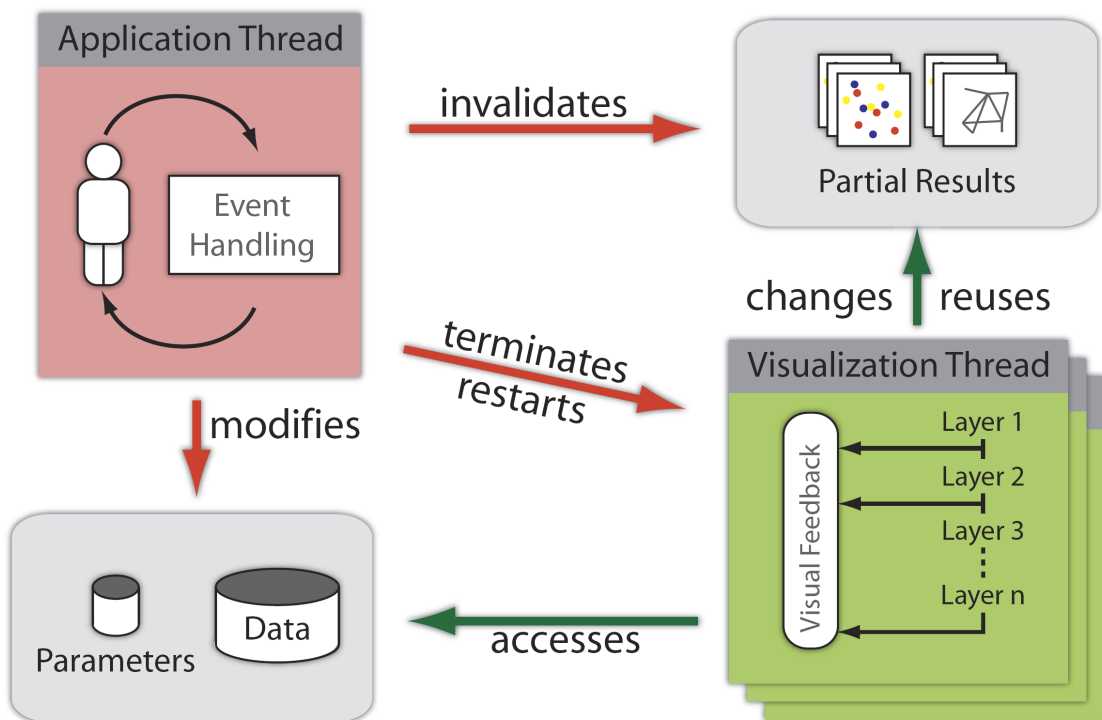 Application Thread
Event
Handling
invalidates
Partial Results
changes
reuses
terminates
restarts
modifies
Visualization Thread
Visual Feedback
Layer 1
Layer 2
Layer 3
Layer n
accesses
Parameters
Data